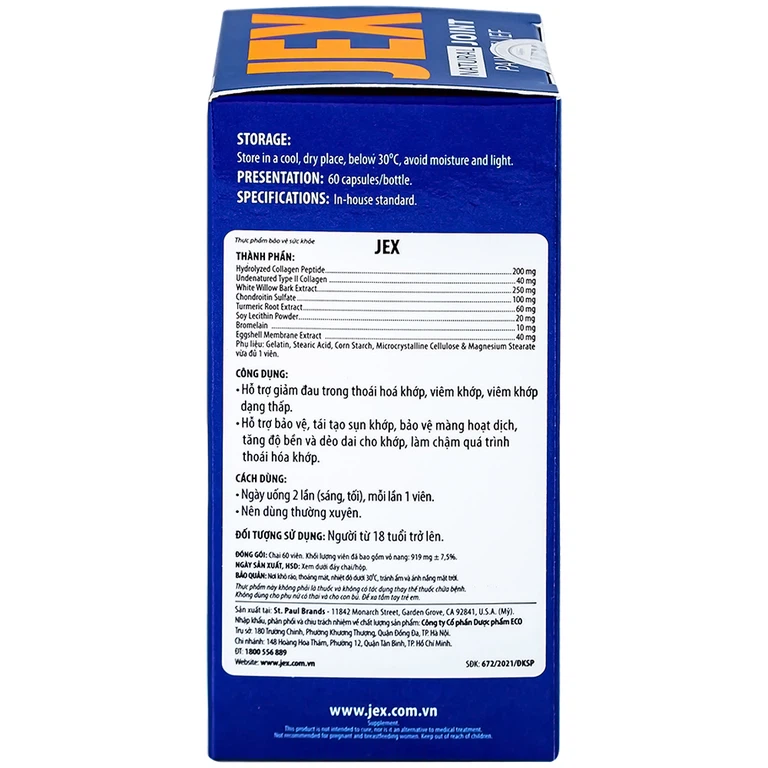 JEX
NATURAL JOINT
STORAGE:
Store in a cool, dry place, below 30°C, avoid moisture and light.
PRESENTATION: 60 capsules/bottle.
SPECIFICATIONS: In-house standard.
Thực phẩm bảo vệ sức khỏe
JEX
THÀNH PHẦN:
Hydrolyzed Collagen Peptide 200 mg
Undenatured Type II Collagen 40 mg
White Willow Bark Extract 250 mg
Chondroitin Sulfate 100 mg
Turmeric Root Extract 60 mg
Soy Lecithin Powder 20 mg
Bromelain 10 mg
Eggshell Membrane Extract 40 mg
Phụ liệu: Gelatin, Stearic Acid, Corn Starch, Microcrystalline Cellulose & Magnesium Stearate
vừa đủ 1 viên.
CÔNG DỤNG:
• Hỗ trợ giảm đau trong thoái hoá khớp, viêm khớp, viêm khớp
dạng thấp.
• Hỗ trợ bảo vệ, tái tạo sụn khớp, bảo vệ màng hoạt dịch,
tăng độ bền và dẻo dai cho khớp, làm chậm quá trình
thoái hóa khớp.
CÁCH DÙNG:
• Ngày uống 2 lần (sáng, tối), mỗi lần 1 viên.
• Nên dùng thường xuyên.
ĐỐI TƯỢNG SỬ DỤNG: Người từ 18 tuổi trở lên.
ĐÓNG GÓI: Chai 60 viên. Khối lượng viên đã bao gồm vỏ nang: 919 mg ± 7,5%.
NGÀY SẢN XUẤT, HSD: Xem dưới đáy chai/hộp.
BẢO QUẢN: Nơi khô ráo, thoáng mát, nhiệt độ dưới 30°C, tránh ẩm và ánh nắng mặt trời.
Thực phẩm này không phải là thuốc và không có tác dụng thay thế thuốc chữa bệnh.
Không dùng cho phụ nữ có thai và cho con bú. Để xa tầm tay trẻ em.
Sản xuất tại: St. Paul Brands - 11842 Monarch Street, Garden Grove, CA 92841, U.S.A. (Mỹ).
Nhập khẩu, phân phối và chịu trách nhiệm về chất lượng sản phẩm: Công ty Cổ phần Dược phẩm ECO
Trụ sở: 180 Trường Chinh, Phường Khương Thượng, Quận Đống Đa, TP. Hà Nội.
Chi nhánh: 148 Hoàng Hoa Thám, Phường 12, Quận Tân Bình, TP. Hồ Chí Minh.
ĐT: 1800 556 889
Website: www.jex.com.vn SĐK: 672/2021/ĐKSP
www.jex.com.vn
Supplement.
This product is not intended to cure, nor is it an alternative to medical treatment.
Not recommended for pregnant and breastfeeding women. Keep out of reach of children.